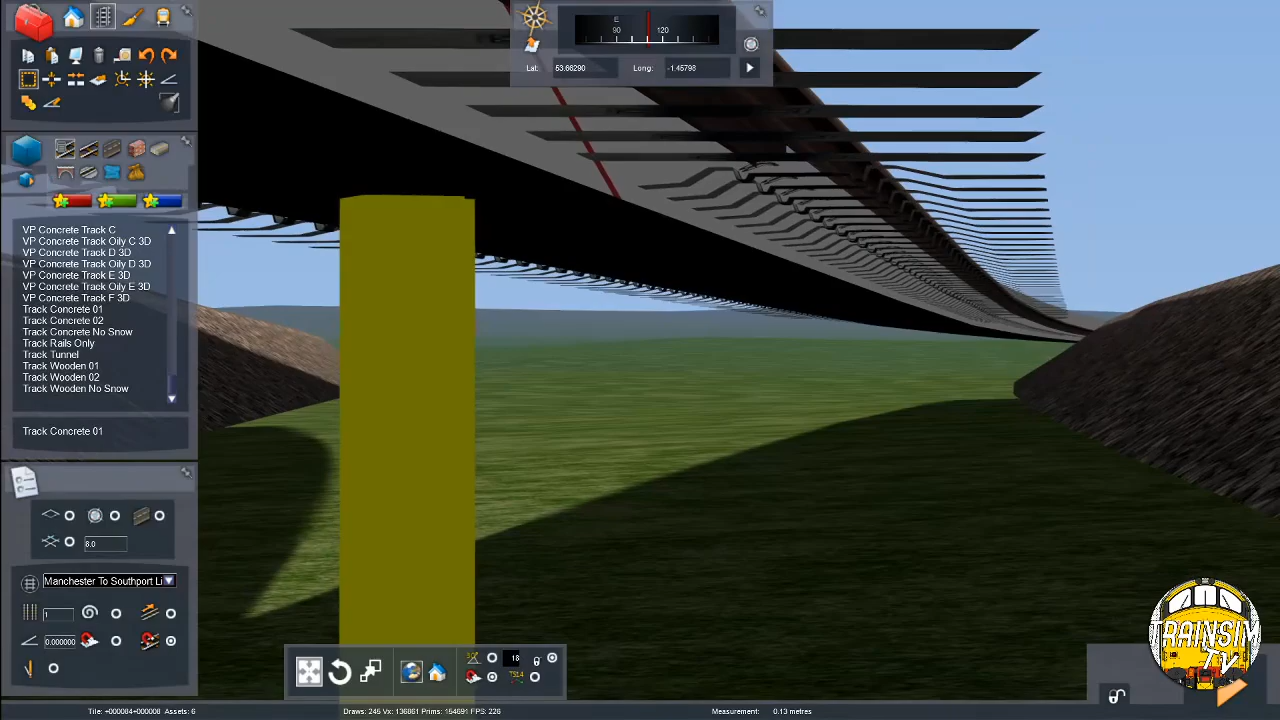 E
90 120
Lat: 53.66290 Long: -1.45798
VP Concrete Track C
VP Concrete Track Oily C 3D
VP Concrete Track D 3D
VP Concrete Track Oily D 3D
VP Concrete Track E 3D
VP Concrete Track Oily E 3D
VP Concrete Track F 3D
Track Concrete 01
Track Concrete 02
Track Concrete No Snow
Track Rails Only
Track Tunnel
Track Wooden 01
Track Wooden 02
Track Wooden No Snow
Track Concrete 01
6.0
Manchester To Southport Li
1
0.000000
18
TS14
TRAINSIM
TV
Tile: +000084+000008 Assets: 6
Draws: 245 Vx: 136861 Prims: 154691 FPS: 226
Measurement: 0.13 metres